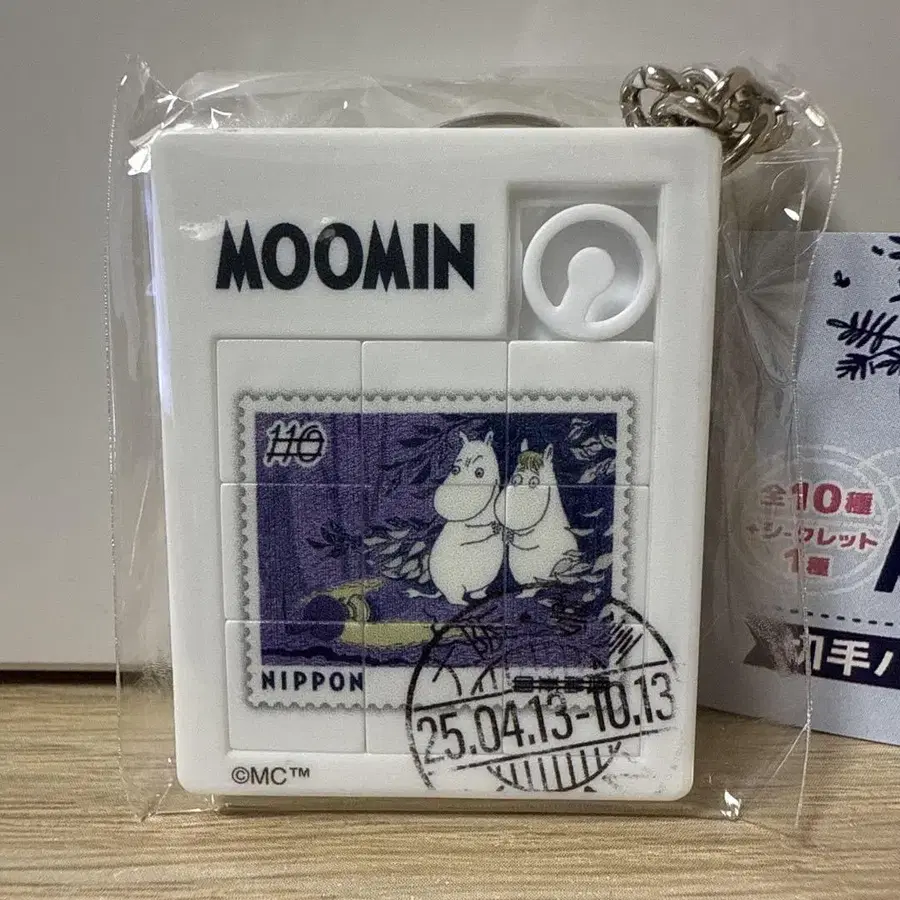 MOOMIN
110
NIPPON
25.04.13-10.13
©MC™
全10種
+シークレット
1種
切手パ